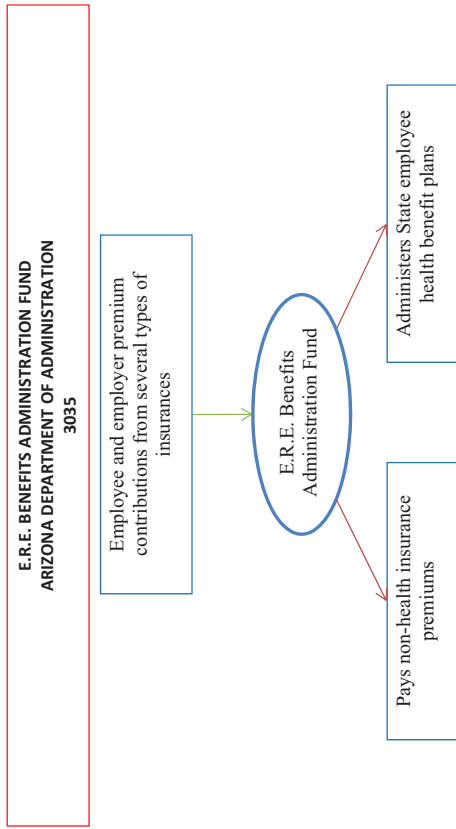 E.R.E. BENEFITS ADMINISTRATION FUND
ARIZONA DEPARTMENT OF ADMINISTRATION
3035
Employee and employer premium
contributions from several types of
insurances
E.R.E. Benefits
Administration Fund
Pays non-health insurance
premiums
Administers State employee
health benefit plans